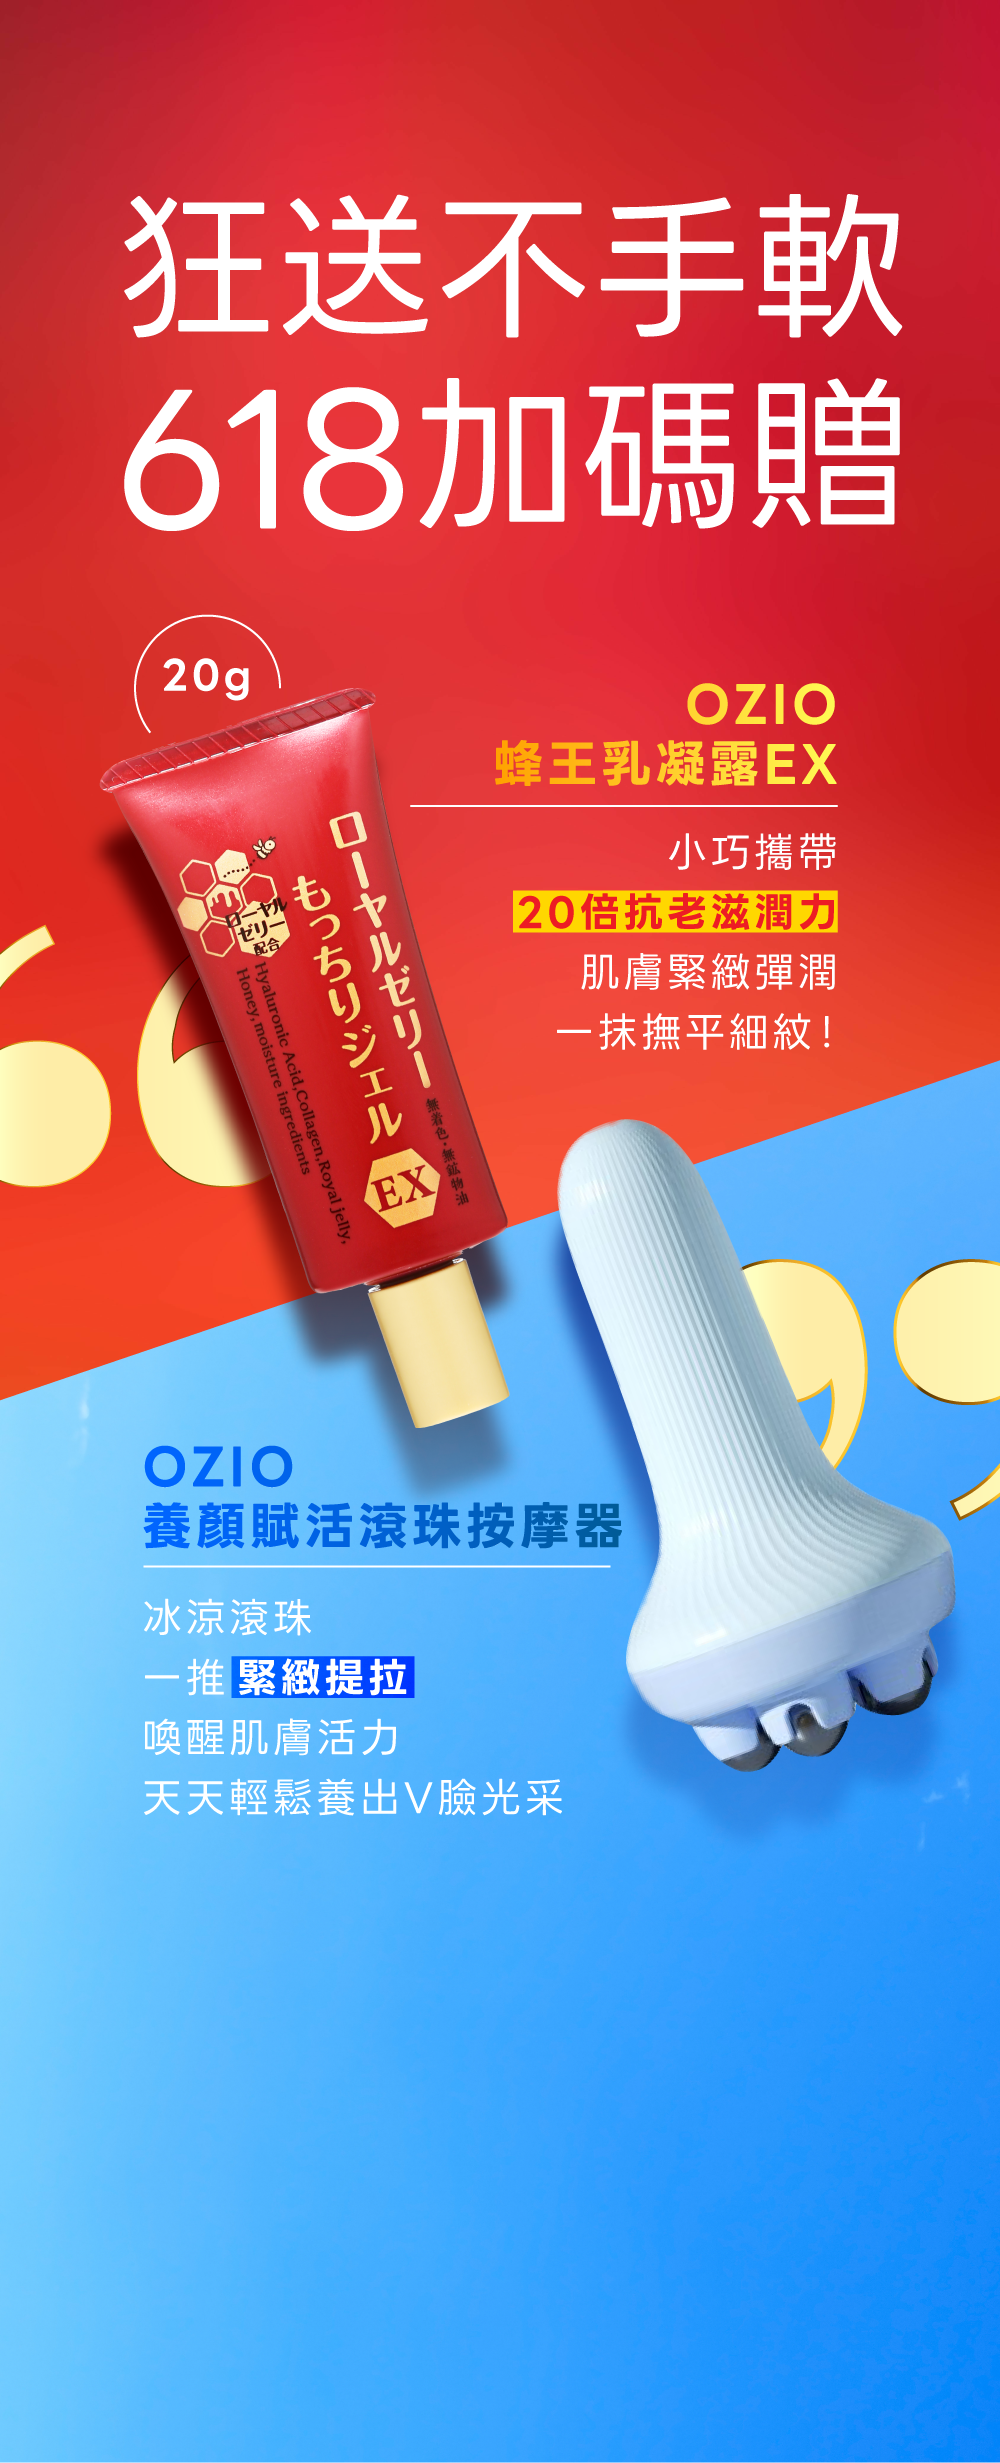 狂送不手軟
618加碼贈
20g
OZIO
蜂王乳凝露EX
小巧攜帶
20倍抗老滋潤力
肌膚緊緻彈潤
一抹撫平細紋!
ローヤルゼリー
もっちりジェル
EX
無着色・無鉱物油
ローヤル
ゼリー
配合
Hyaluronic Acid,Collagen,Royal jelly,
Honey, moisture ingredients
OZIO
養顏賦活滾珠按摩器
冰涼滾珠
一推 緊緻提拉
喚醒肌膚活力
天天輕鬆養出V臉光采